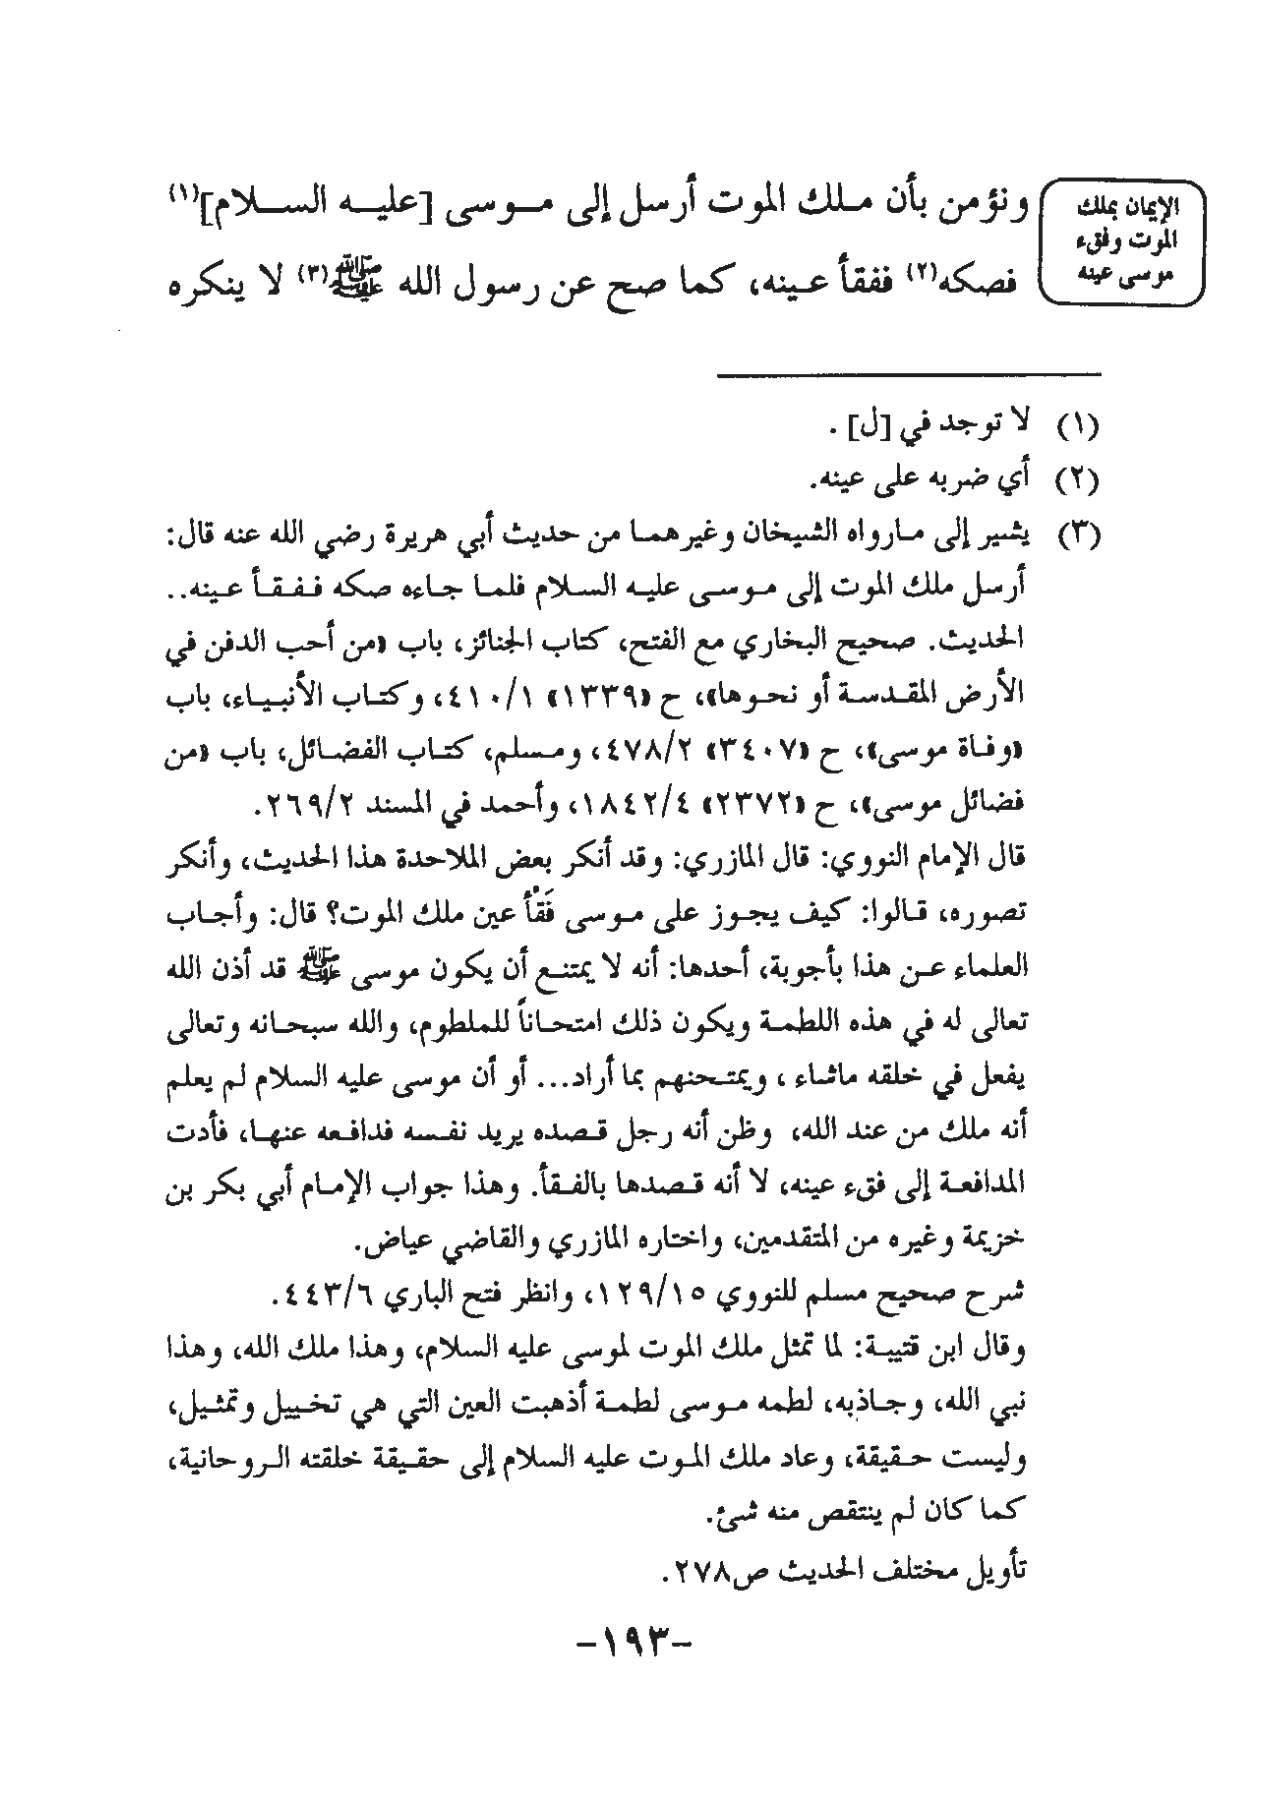 الإيمان بملك
الموت وفقء
موسى عينه
ونؤمن بأن ملك الموت أرسل إلى موسى [عليه السلام](١)
فصكه(٢) ففقأ عينه، كما صح عن رسول الله ﷺ(٣) لا ينكره
(١) لا توجد في [ل] .
(٢) أي ضربه على عينه.
(٣) يشير إلى مارواه الشيخان وغيرهما من حديث أبي هريرة رضي الله عنه قال:
أرسل ملك الموت إلى موسى عليه السلام فلما جاءه صكه ففقأ عينه..
الحديث. صحيح البخاري مع الفتح، كتاب الجنائز، باب «من أحب الدفن في
الأرض المقدسة أو نحوها»، ح «١٣٣٩» ٤١٠/١، وكتاب الأنبياء، باب
«وفاة موسى»، ح «٣٤٠٧» ٤٧٨/٢، ومسلم، كتاب الفضائل، باب «من
فضائل موسى»، ح «٢٣٧٢» ١٨٤٢/٤، وأحمد في المسند ٢٦٩/٢.
قال الإمام النووي: قال المازري: وقد أنكر بعض الملاحدة هذا الحديث، وأنكر
تصوره، قالوا: كيف يجوز على موسى فَقْأ عين ملك الموت؟ قال: وأجاب
العلماء عن هذا بأجوبة، أحدها: أنه لا يمتنع أن يكون موسى ﷺ قد أذن الله
تعالى له في هذه اللطمة ويكون ذلك امتحاناً للملطوم، والله سبحانه وتعالى
يفعل في خلقه ماشاء ، ويمتحنهم بما أراد... أو أن موسى عليه السلام لم يعلم
أنه ملك من عند الله، وظن أنه رجل قصده يريد نفسه فدافعه عنها، فأدت
المدافعة إلى فقء عينه، لا أنه قصدها بالفقأ. وهذا جواب الإمام أبي بكر بن
خزيمة وغيره من المتقدمين، واختاره المازري والقاضي عياض.
شرح صحيح مسلم للنووي ١٢٩/١٥، وانظر فتح الباري ٤٤٣/٦.
وقال ابن قتيبة: لما تمثل ملك الموت لموسى عليه السلام، وهذا ملك الله، وهذا
نبي الله، وجاذبه، لطمه موسى لطمة أذهبت العين التي هي تخييل وتمثيل،
وليست حقيقة، وعاد ملك الموت عليه السلام إلى حقيقة خلقته الروحانية،
كما كان لم ينتقص منه شئ.
تأويل مختلف الحديث ص٢٧٨.
-١٩٣-